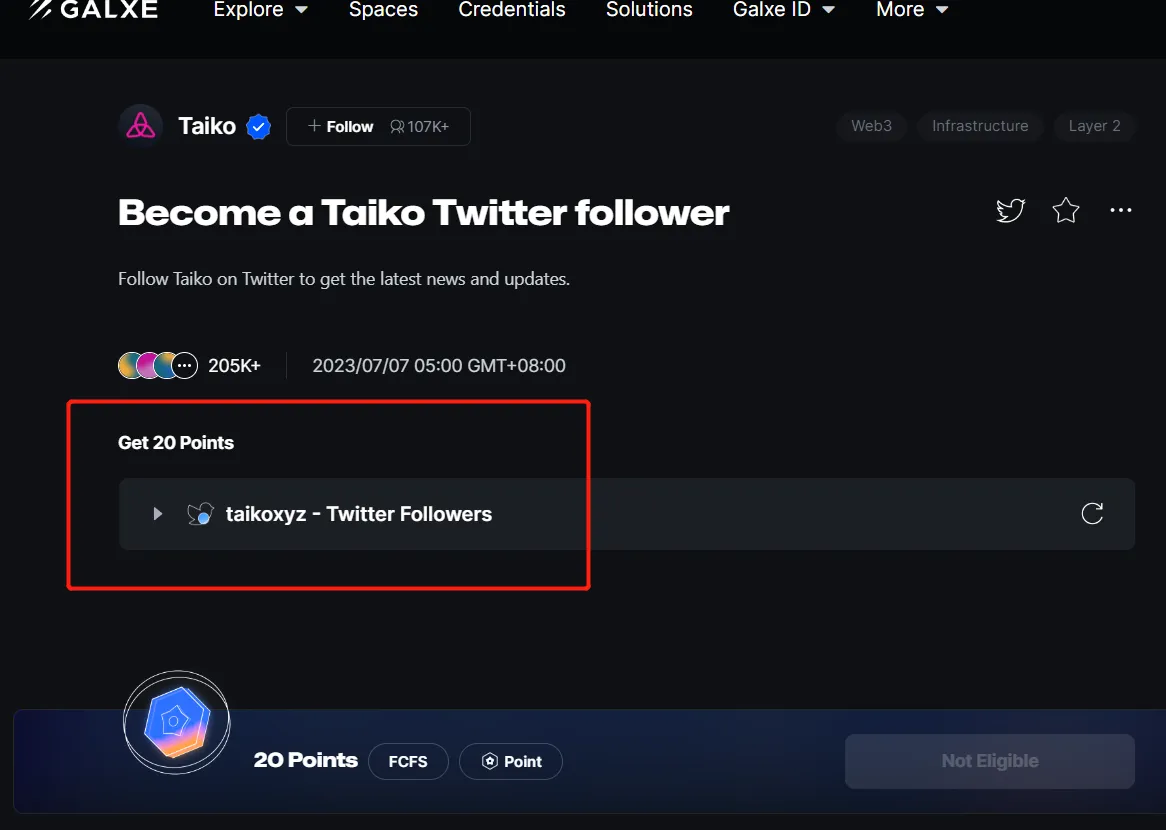 GALXE Explore Spaces Credentials Solutions Galxe ID More
Taiko + Follow 107K+ Web3 Infrastructure Layer 2
Become a Taiko Twitter follower
Follow Taiko on Twitter to get the latest news and updates.
205K+ 2023/07/07 05:00 GMT+08:00
Get 20 Points
taikoxyz - Twitter Followers
20 Points FCFS Point Not Eligible